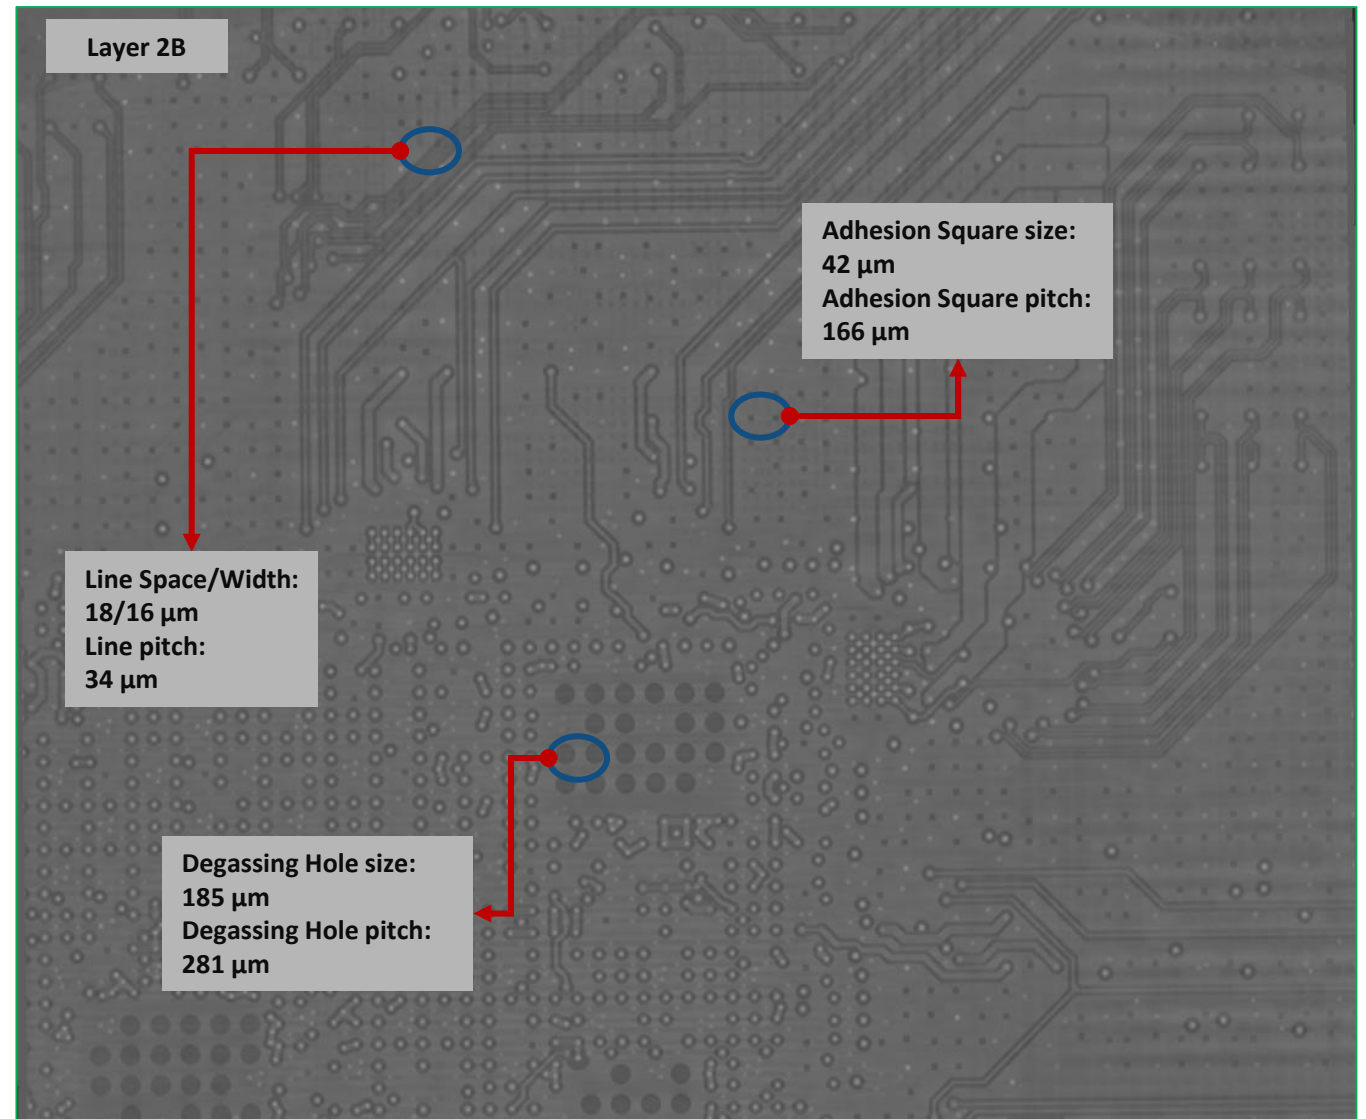 Layer 2B
Adhesion Square size:
42 µm
Adhesion Square pitch:
166 µm
Line Space/Width:
18/16 µm
Line pitch:
34 µm
Degassing Hole size:
185 µm
Degassing Hole pitch:
281 µm